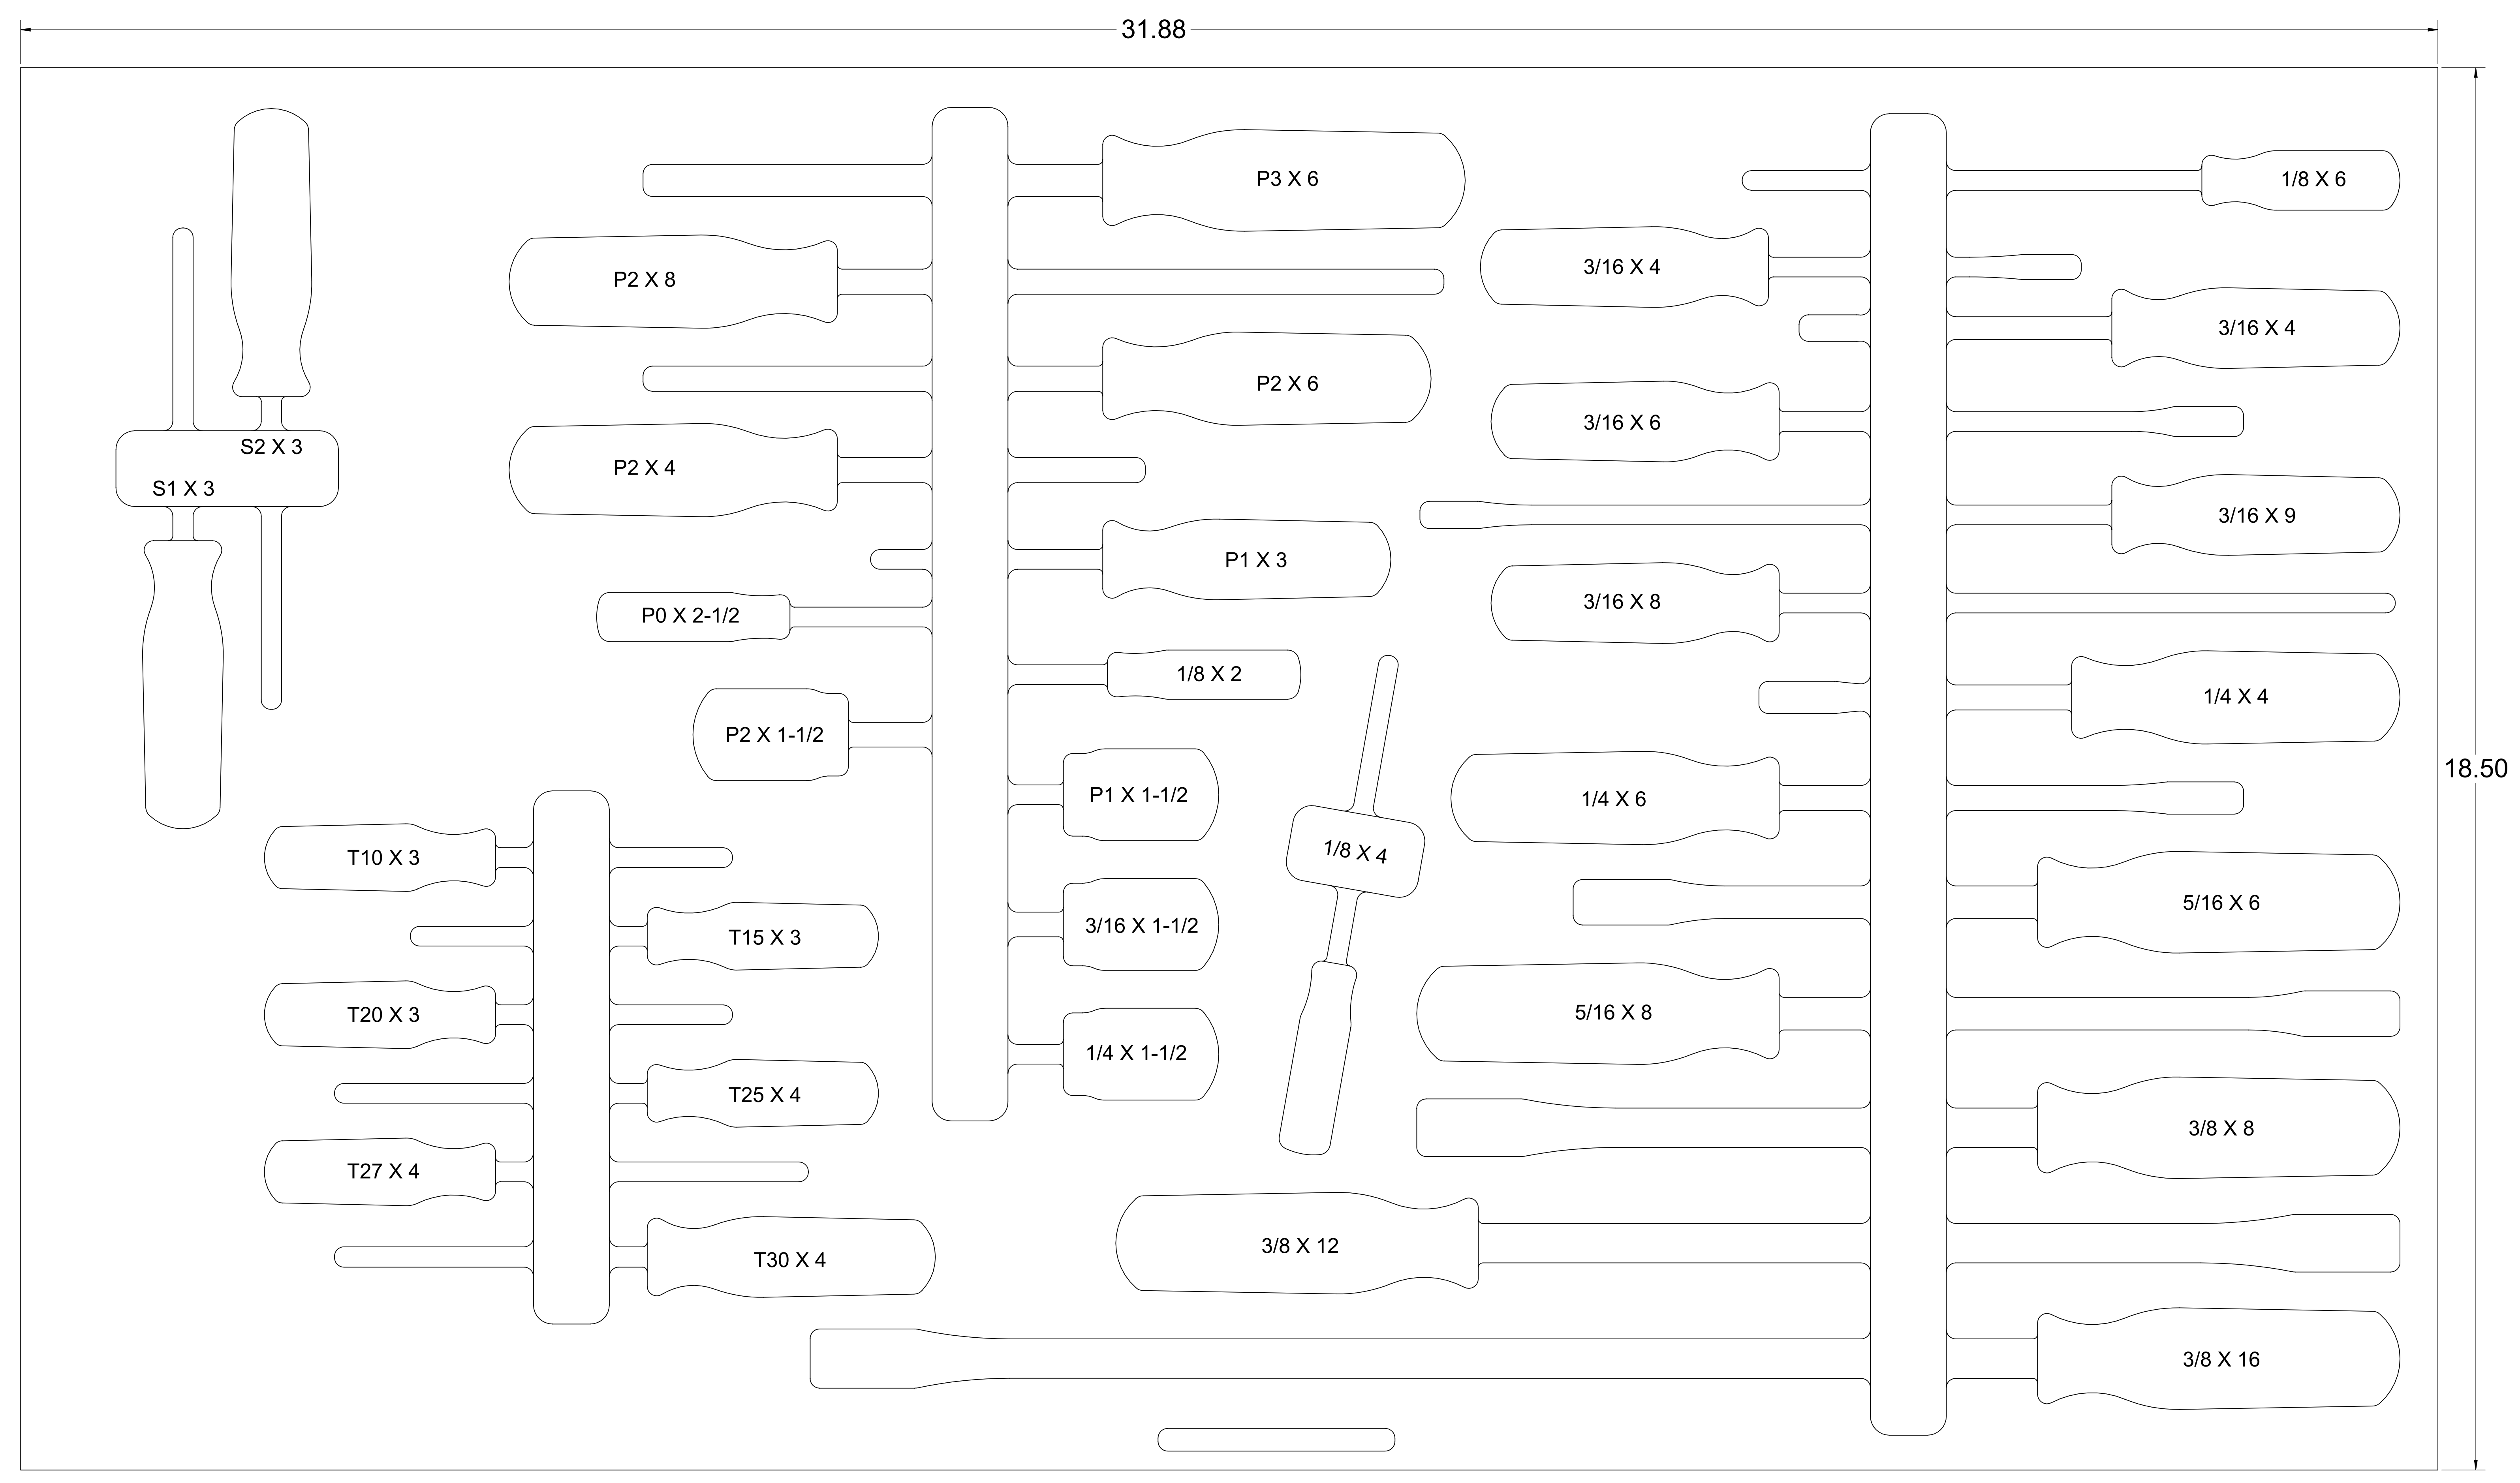 31.88
P3 X 6
1/8 X 6
3/16 X 4
P2 X 8
3/16 X 4
P2 X 6
3/16 X 6
S2 X 3
P2 X 4
S1 X 3
3/16 X 9
P1 X 3
3/16 X 8
P0 X 2-1/2
1/8 X 2
1/4 X 4
P2 X 1-1/2
18.50
P1 X 1-1/2
1/4 X 6
1/8 X 4
T10 X 3
5/16 X 6
3/16 X 1-1/2
T15 X 3
5/16 X 8
T20 X 3
1/4 X 1-1/2
T25 X 4
3/8 X 8
T27 X 4
3/8 X 12
T30 X 4
3/8 X 16